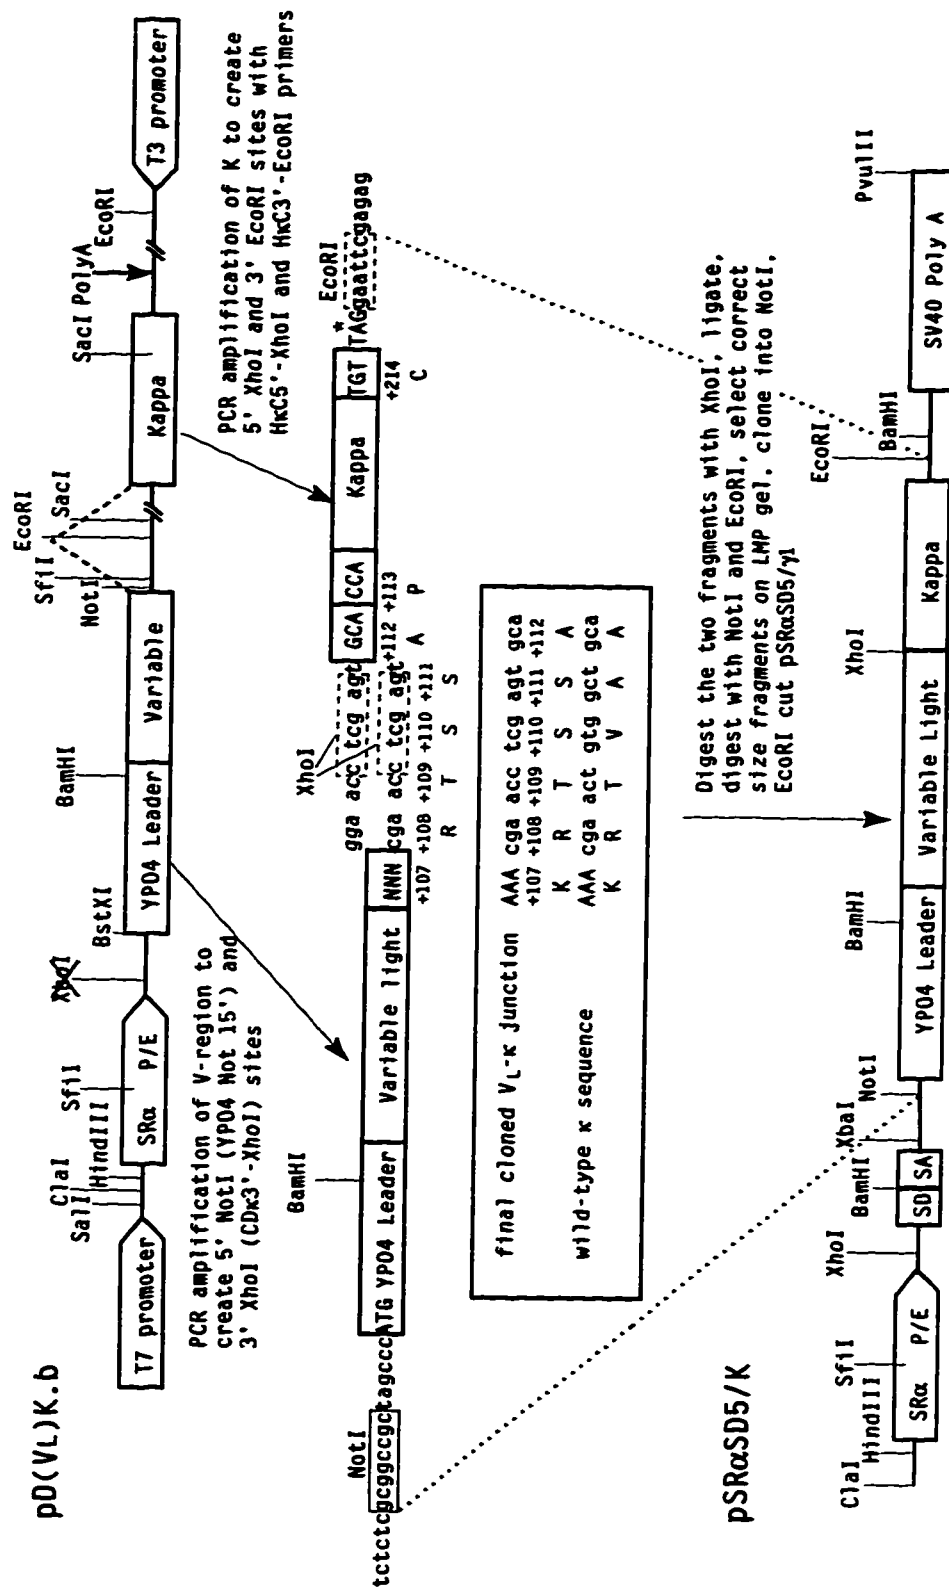 pD(VL)K.b
SalI
ClaI
HindIII
SfiI
XhoI
BstXI
BamHI
NotI
SfiI
EcoRI
SacI
SacI
PolyA
EcoRI
T7 promoter
SRα P/E
YPO4 Leader
Variable
Kappa
T3 promoter
PCR amplification of V-region to
create 5' NotI (YPO4 Not 15') and
3' XhoI (CDκ3'-XhoI) sites
PCR amplification of K to create
5' XhoI and 3' EcoRI sites with
HκC5'-XhoI and HκC3'-EcoRI primers
NotI
BamHI
XhoI
EcoRI
tctctcgcggccgctagcccATG YPO4 Leader
Variable light
NNN cga acc tcg agt
gga acc tcg agt GCA CCA
Kappa
TGT TAG*gaattcgagag
+107 +108 +109 +110 +111
R T S S
+112 +113
A P
+214
C
final cloned VL-κ junction AAA cga acc tcg agt gca
+107 +108 +109 +110 +111 +112
K R T S S A
wild-type κ sequence AAA cga act gtg gct gca
K R T V A A
Digest the two fragments with XhoI, ligate,
digest with NotI and EcoRI, select correct
size fragments on LMP gel, clone into NotI,
EcoRI cut pSRαSD5/γ1
pSRαSD5/K
ClaI
HindIII
SfiI
XhoI
BamHI
XbaI
NotI
BamHI
XhoI
EcoRI
BamHI
PvuIII
SRα P/E
SD SA
YPO4 Leader
Variable Light
Kappa
SV40 Poly A